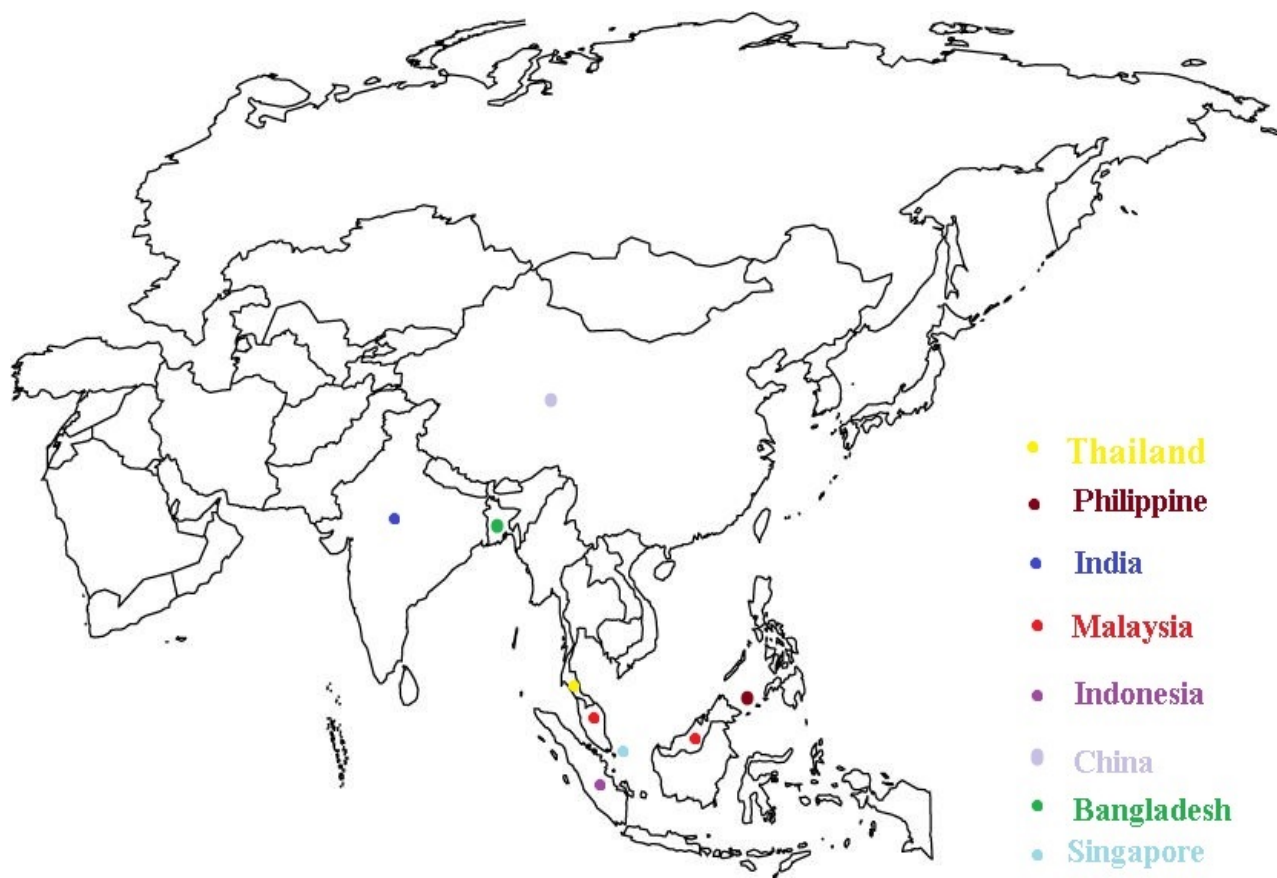 Thailand
Philippine
India
Malaysia
Indonesia
China
Bangladesh
Singapore